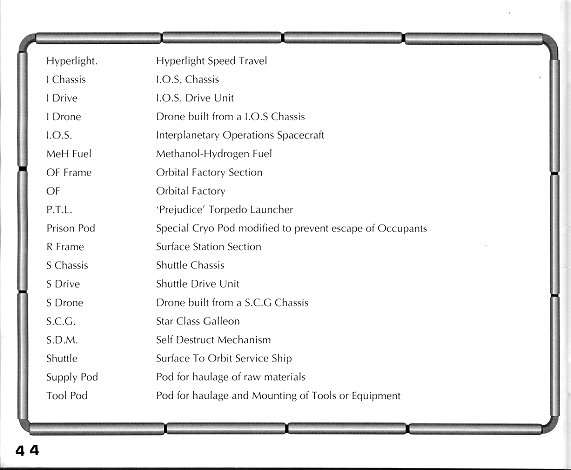 Hyperlight. Hyperlight Speed Travel
I Chassis I.O.S. Chassis
I Drive I.O.S. Drive Unit
I Drone Drone built from a I.O.S Chassis
I.O.S. Interplanetary Operations Spacecraft
MeH Fuel Methanol-Hydrogen Fuel
OF Frame Orbital Factory Section
OF Orbital Factory
P.T.L. ‘Prejudice’ Torpedo Launcher
Prison Pod Special Cryo Pod modified to prevent escape of Occupants
R Frame Surface Station Section
S Chassis Shuttle Chassis
S Drive Shuttle Drive Unit
S Drone Drone built from a S.C.G Chassis
S.C.G. Star Class Galleon
S.D.M. Self Destruct Mechanism
Shuttle Surface To Orbit Service Ship
Supply Pod Pod for haulage of raw materials
Tool Pod Pod for haulage and Mounting of Tools or Equipment
44